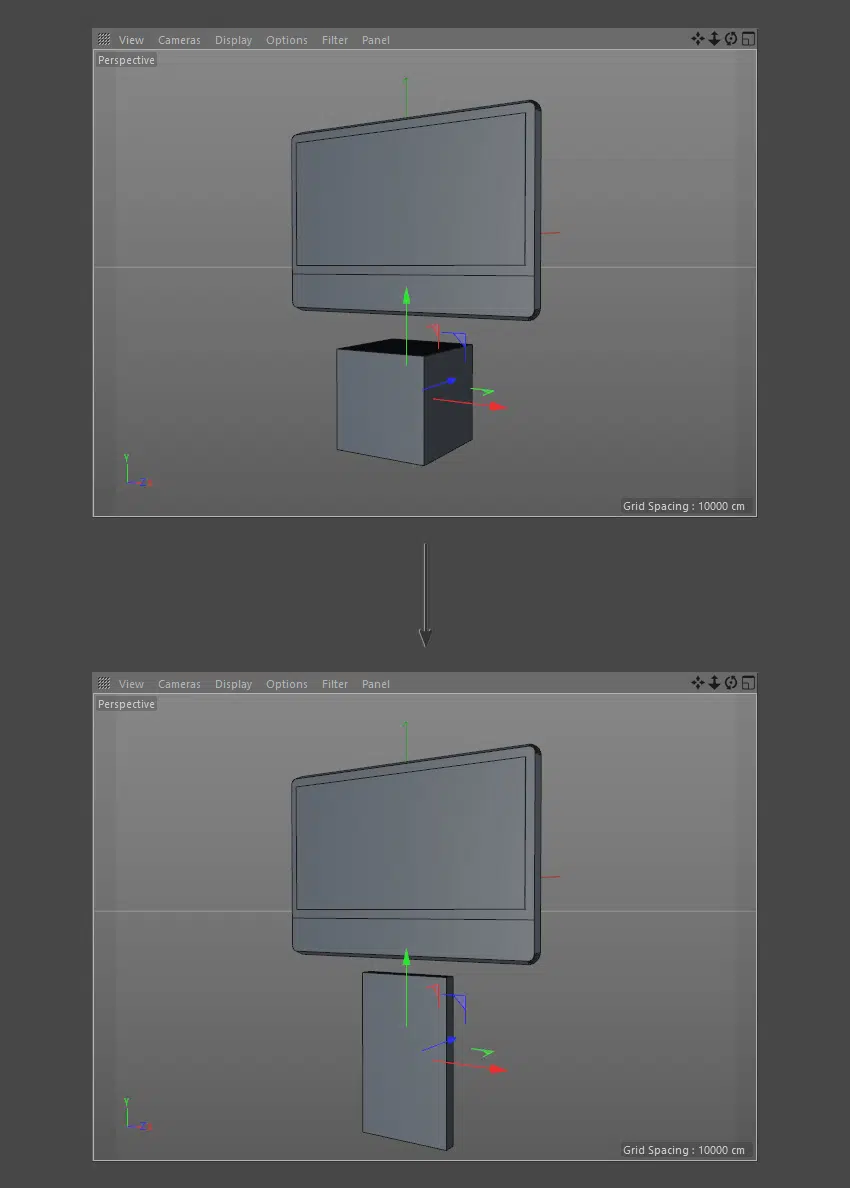 View Cameras Display Options Filter Panel
Perspective
Y
Z
Grid Spacing : 10000 cm
View Cameras Display Options Filter Panel
Perspective
Y
Z
Grid Spacing : 10000 cm